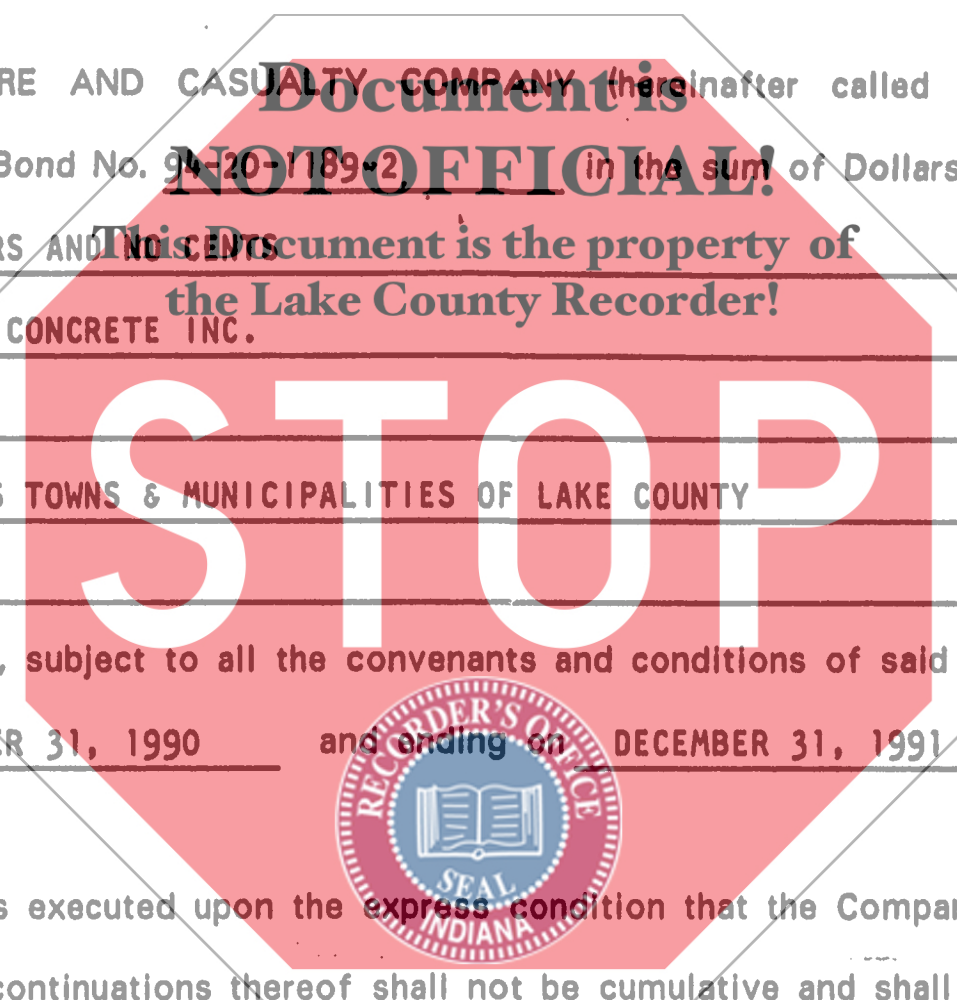 RE AND CASUALTY COMPANY (hereinafter called
Document is
Bond No. 94-20-1189-2, in the sum of Dollars
NOT OFFICIAL!
RS AND NO CENTS
This Document is the property of
the Lake County Recorder!
CONCRETE INC.
STOP
S TOWNS & MUNICIPALITIES OF LAKE COUNTY
, subject to all the convenants and conditions of said
ER 31, 1990 and ending on DECEMBER 31, 1991
RECORDER'S OFFICE
SEAL
INDIANA
s executed upon the express condition that the Compan
continuations thereof shall not be cumulative and shall